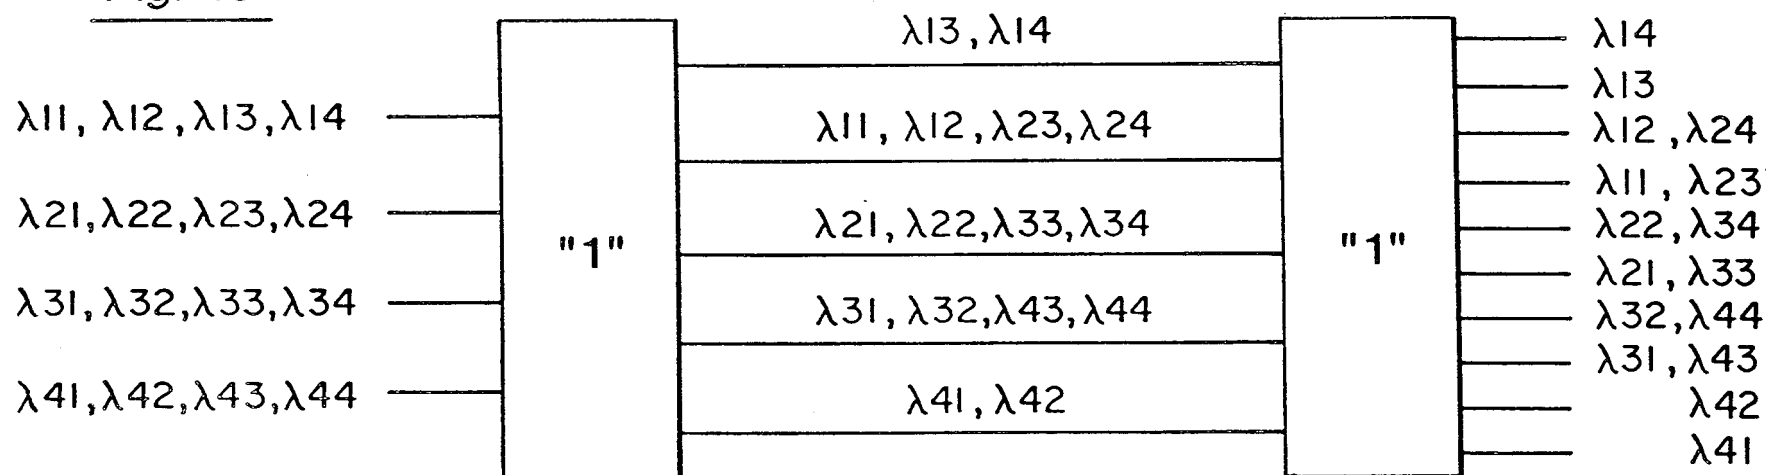 λ11, λ12, λ13, λ14
λ21, λ22, λ23, λ24
λ31, λ32, λ33, λ34
λ41, λ42, λ43, λ44
"1"
λ13, λ14
λ11, λ12, λ23, λ24
λ21, λ22, λ33, λ34
λ31, λ32, λ43, λ44
λ41, λ42
"1"
λ14
λ13
λ12, λ24
λ11, λ23
λ22, λ34
λ21, λ33
λ32, λ44
λ31, λ43
λ42
λ41